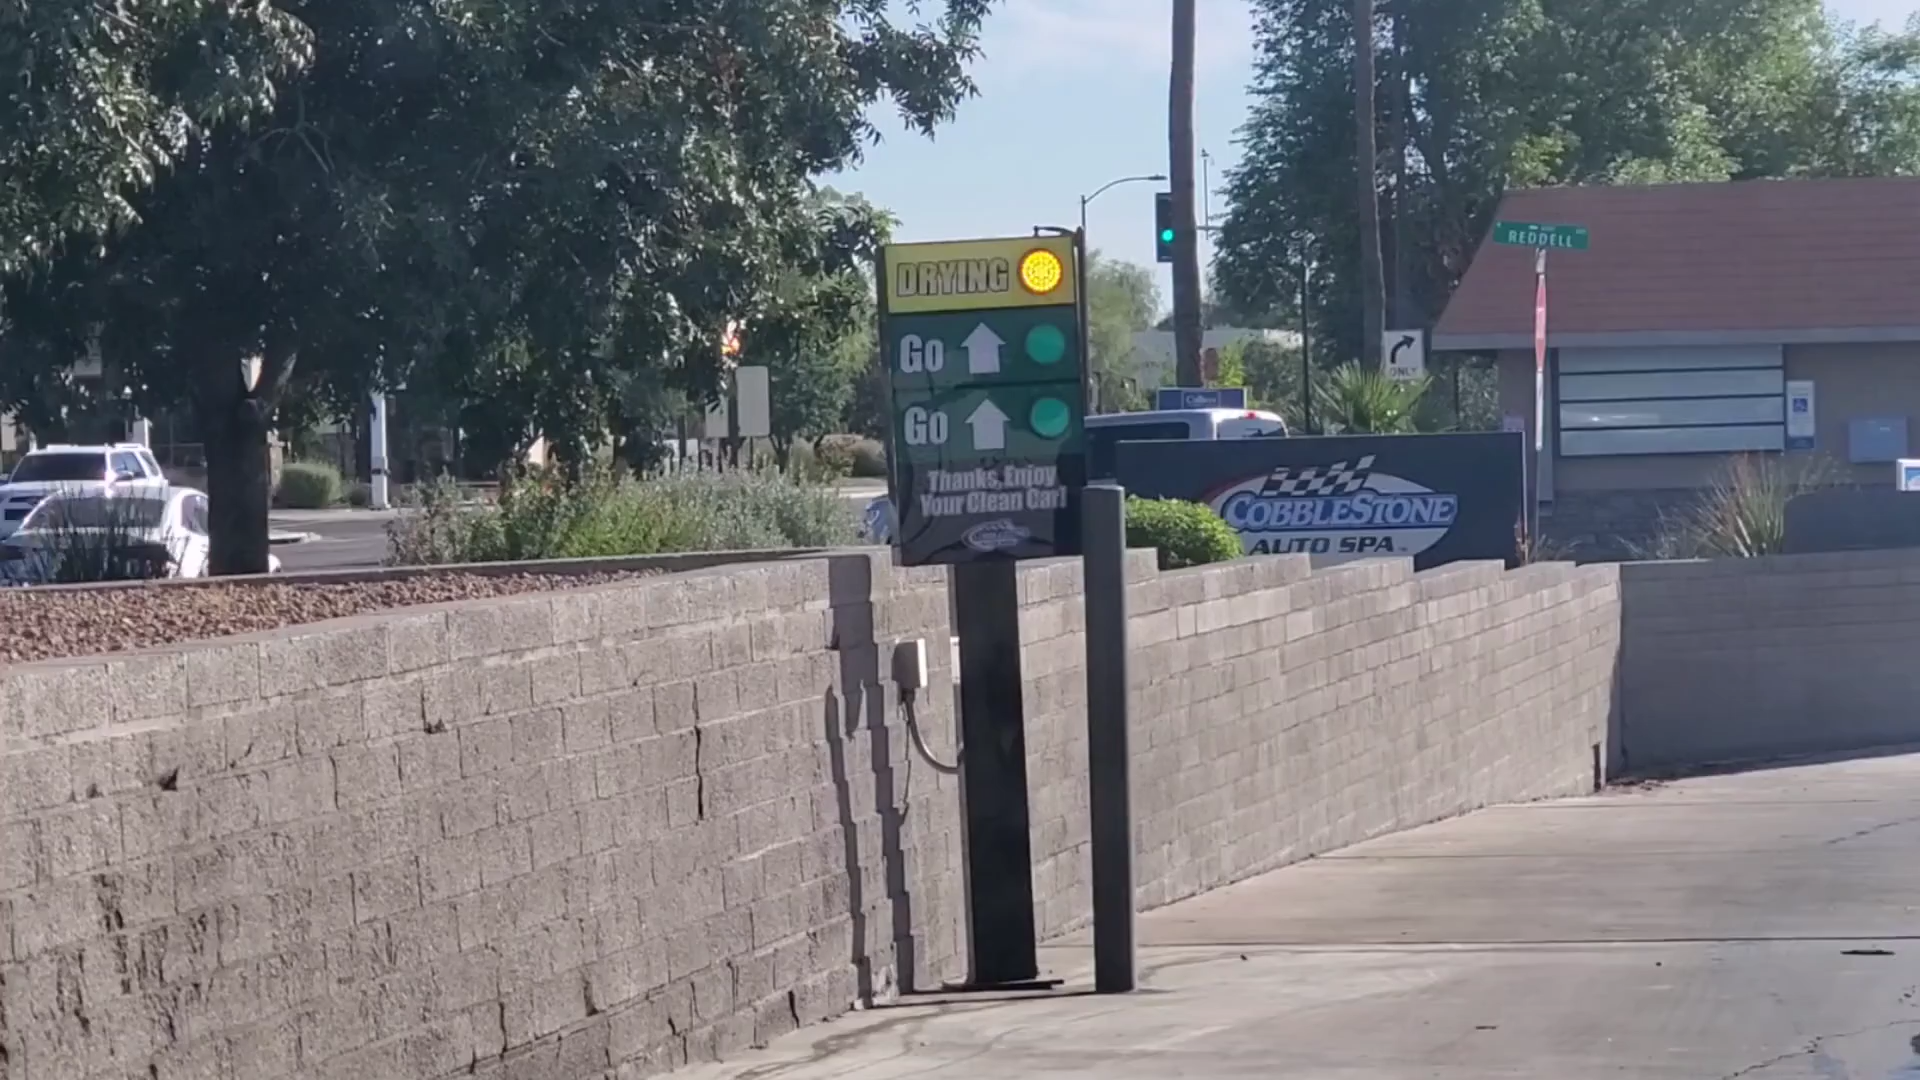 DRYING
Go
Go
Thanks, Enjoy
Your Clean Car!
REDDELL
ONLY
COBBLESTONE
AUTO SPA